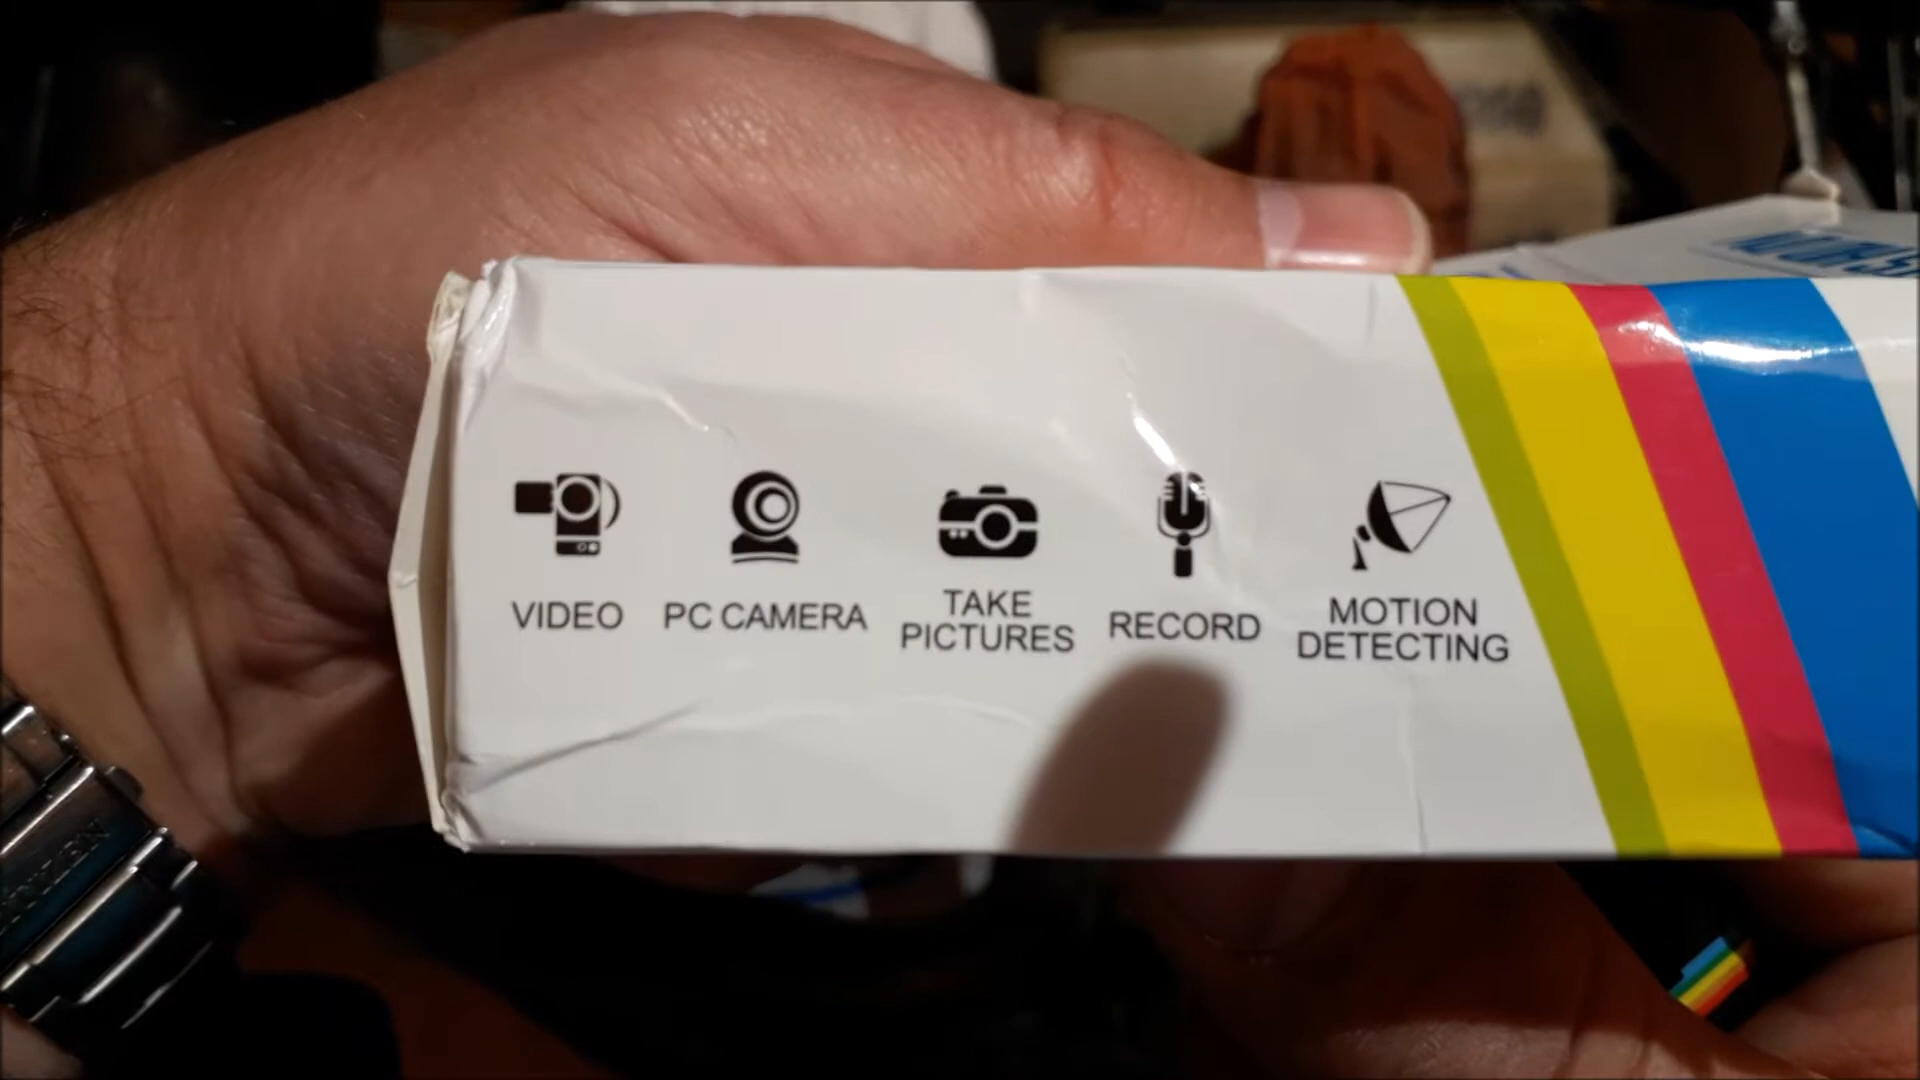 VIDEO
PC CAMERA
TAKE
PICTURES
RECORD
MOTION
DETECTING